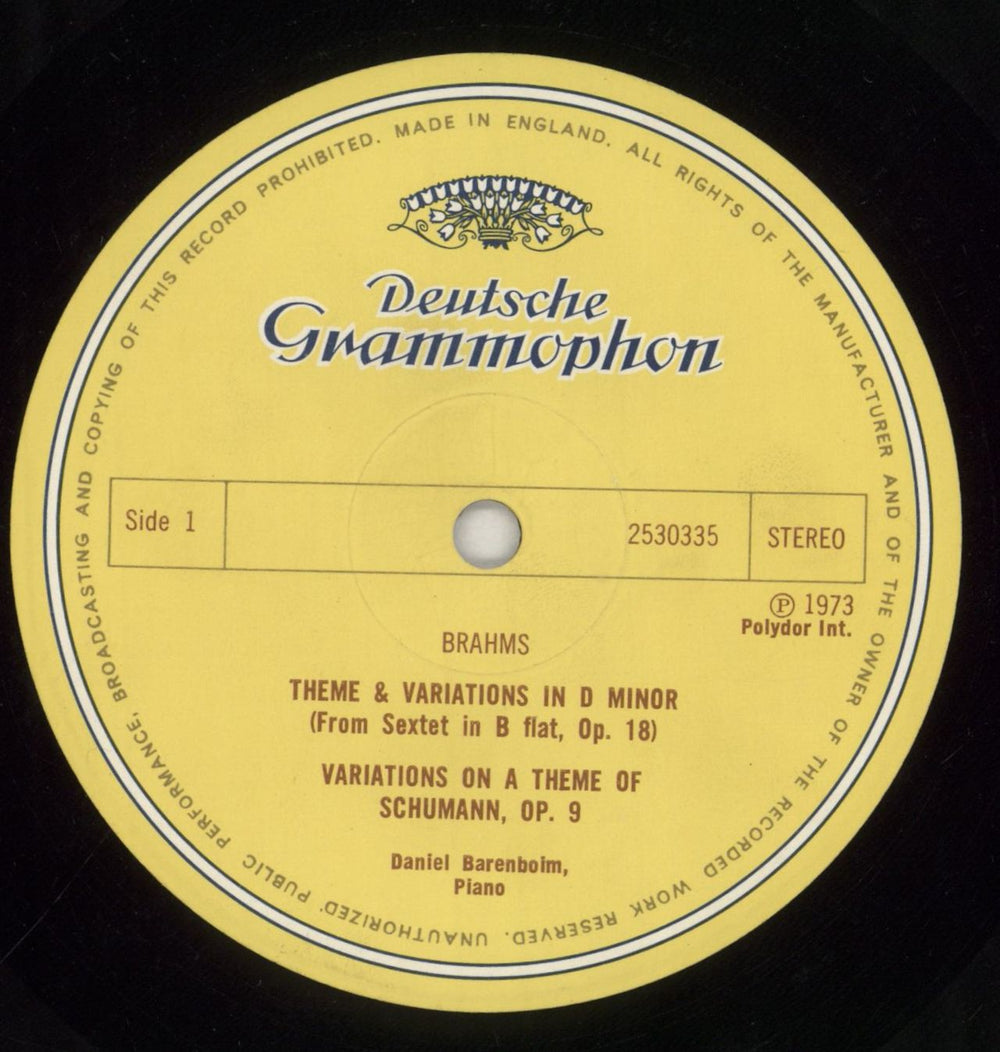 MADE IN ENGLAND. ALL RIGHTS OF THE MANUFACTURER AND OF THE OWNER OF THE RECORDED WORK RESERVED. UNAUTHORIZED PUBLIC PERFORMANCE, BROADCASTING AND COPYING OF THIS RECORD PROHIBITED.
Deutsche
Grammophon
Side 1 2530335 STEREO
Ⓟ 1973
Polydor Int.
BRAHMS
THEME & VARIATIONS IN D MINOR
(From Sextet in B flat, Op. 18)
VARIATIONS ON A THEME OF
SCHUMANN, OP. 9
Daniel Barenboim,
Piano